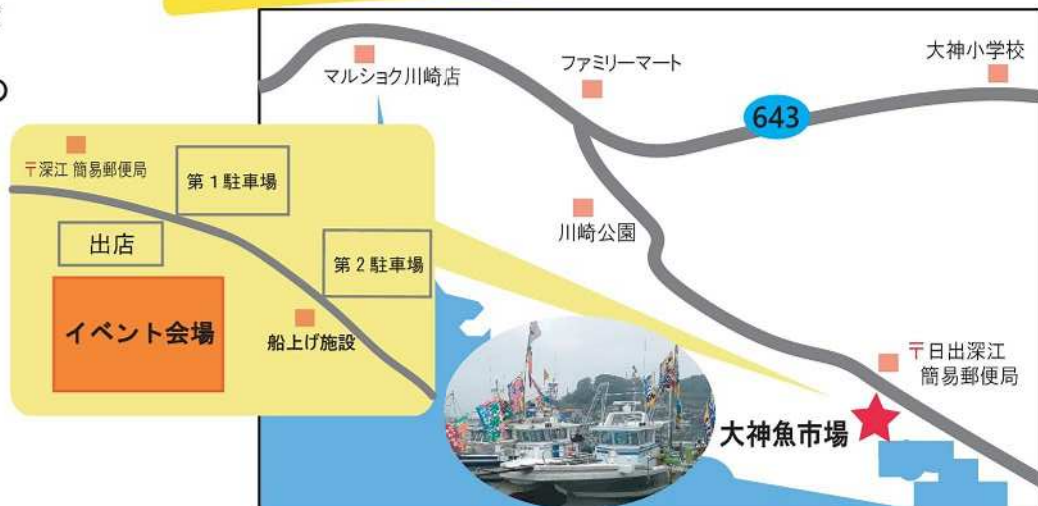 の
マルショク川崎店
ファミリーマート
大神小学校
643
〒深江 簡易郵便局
第1駐車場
川崎公園
出店
第2駐車場
イベント会場
船上げ施設
〒日出深江
簡易郵便局
大神魚市場